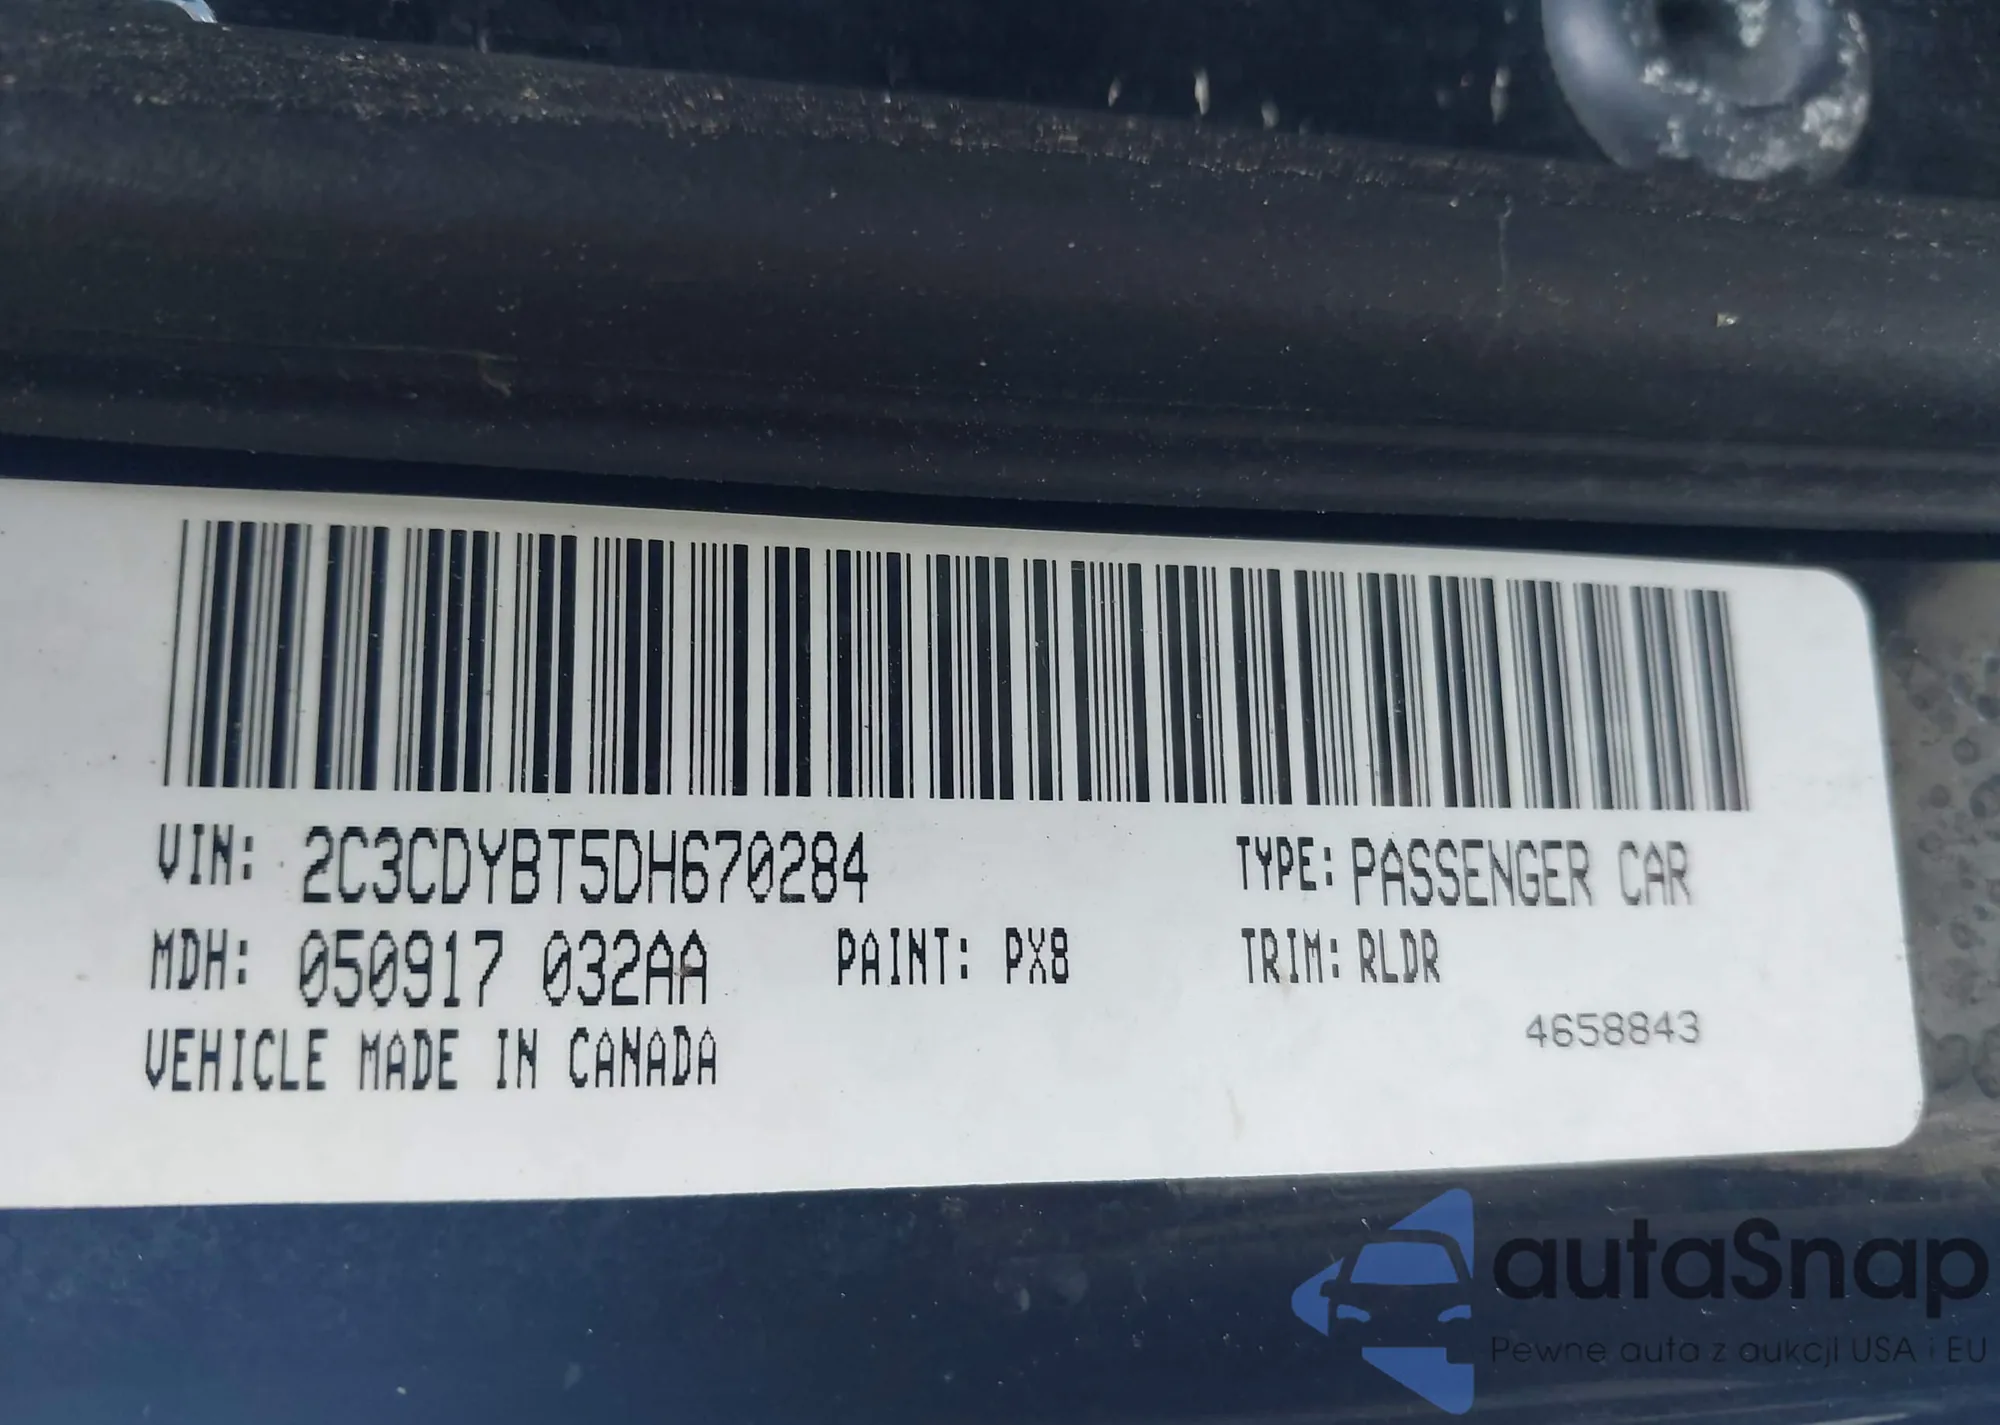 VIN: 2C3CDYBT5DH670284 TYPE: PASSENGER CAR
MDH: 050917 032AA PAINT: PX8 TRIM: RLDR
VEHICLE MADE IN CANADA 4658843
autaSnap
Pewne auta z aukcji USA i EU